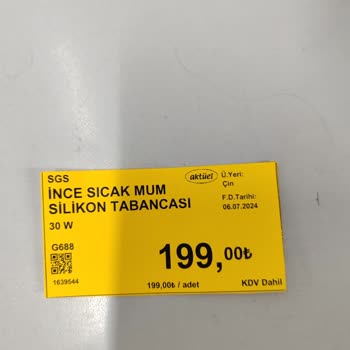 SGS
İNCE SICAK MUM
SİLİKON TABANCASI
30 W
aktüel
Ü.Yeri:
Çin
F.D.Tarihi:
06.07.2024
G688
1639544
199,00₺
199,00₺ / adet
KDV Dahil